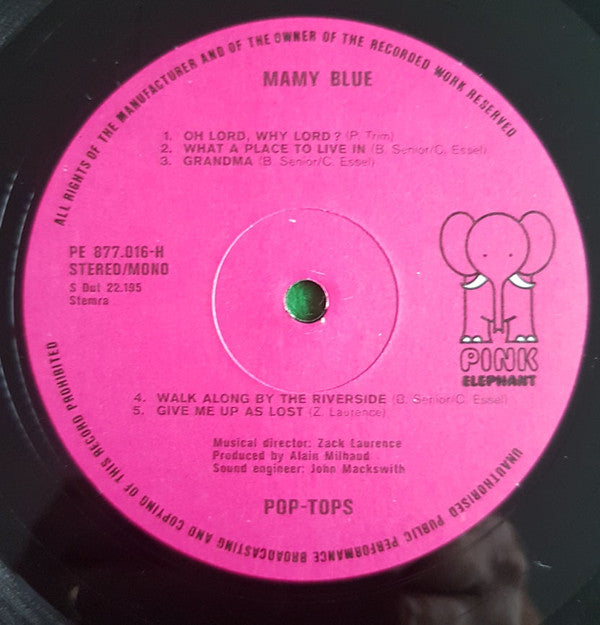 ALL RIGHTS OF THE MANUFACTURER AND OF THE OWNER OF THE RECORDED WORK RESERVED
MAMY BLUE
1. OH LORD, WHY LORD? (P. Trim)
2. WHAT A PLACE TO LIVE IN (B. Senior/C. Essel)
3. GRANDMA (B. Senior/C. Essel)
PE 877.016-H
STEREO/MONO
S Dut 22.195
Stemra
PINK
ELEPHANT
4. WALK ALONG BY THE RIVERSIDE (B. Senior/C. Essel)
5. GIVE ME UP AS LOST (Z. Laurence)
Musical director: Zack Laurence
Produced by Alain Milhaud
Sound engineer: John Mackswith
POP-TOPS
UNAUTHORISED PUBLIC PERFORMANCE BROADCASTING AND COPYING OF THIS RECORD PROHIBITED